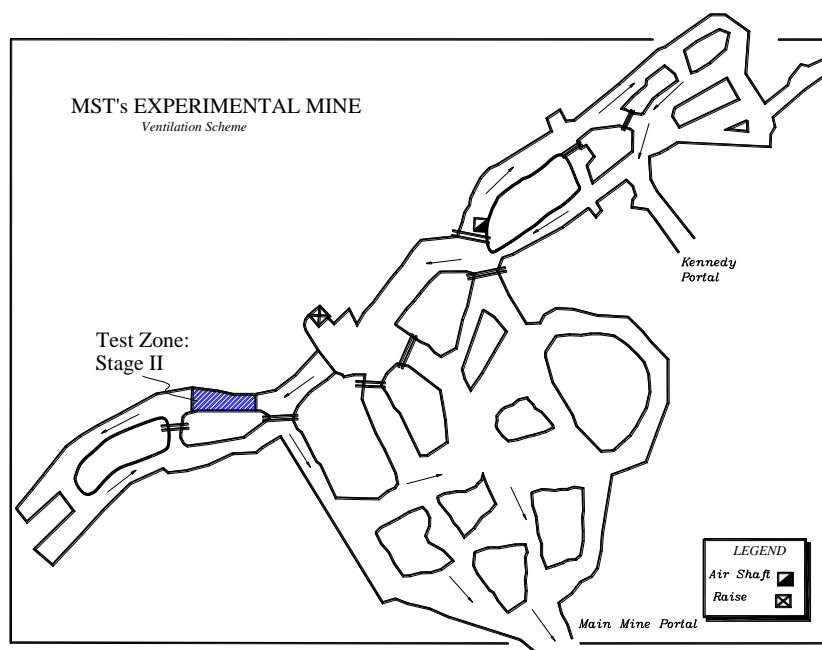 MST's EXPERIMENTAL MINE
Ventilation Scheme
Kennedy
Portal
Test Zone:
Stage II
LEGEND
Air Shaft
Raise
Main Mine Portal